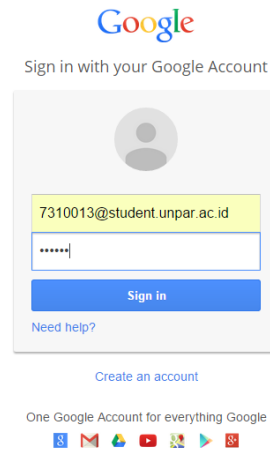 Google
Sign in with your Google Account
7310013@student.unpar.ac.id
••••••
Sign in
Need help?
Create an account
One Google Account for everything Google